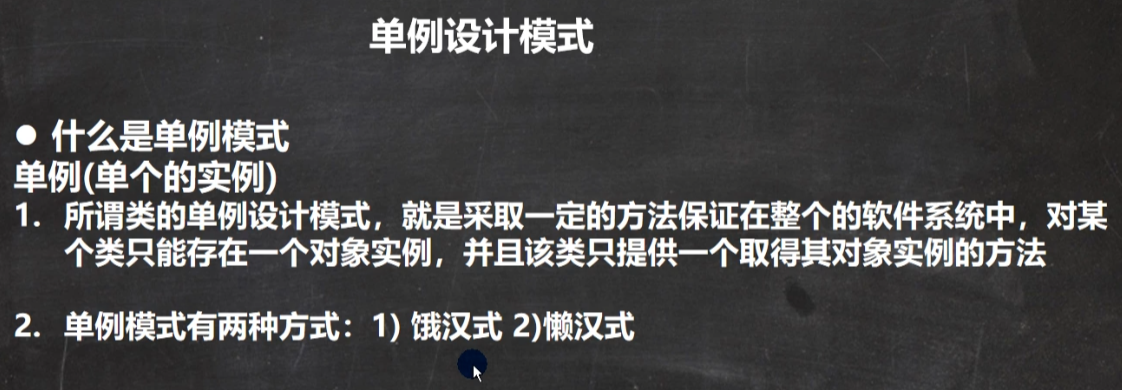 单例设计模式
● 什么是单例模式
单例(单个的实例)
1. 所谓类的单例设计模式，就是采取一定的方法保证在整个的软件系统中，对某
个类只能存在一个对象实例，并且该类只提供一个取得其对象实例的方法
2. 单例模式有两种方式：1) 饿汉式 2)懒汉式